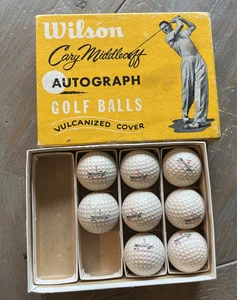 Wilson
Cary Middlecoff
AUTOGRAPH
GOLF BALLS
VULCANIZED COVER